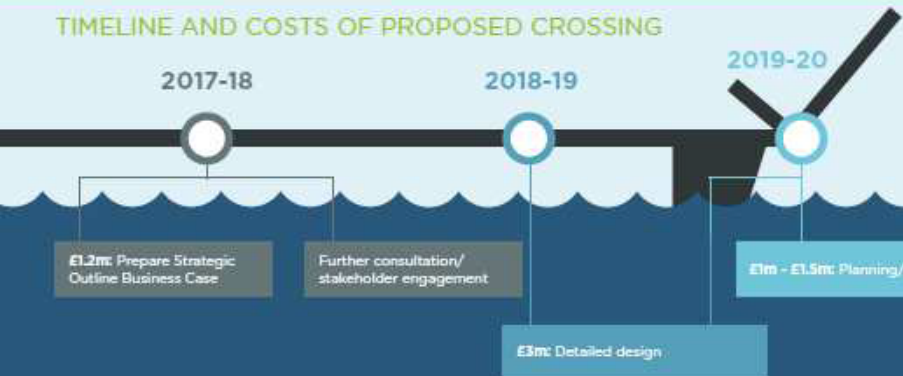 TIMELINE AND COSTS OF PROPOSED CROSSING
2017-18
2018-19
2019-20
£1.2m: Prepare Strategic
Outline Business Case
Further consultation/
stakeholder engagement
£1m - £1.5m: Planning/
£3m: Detailed design